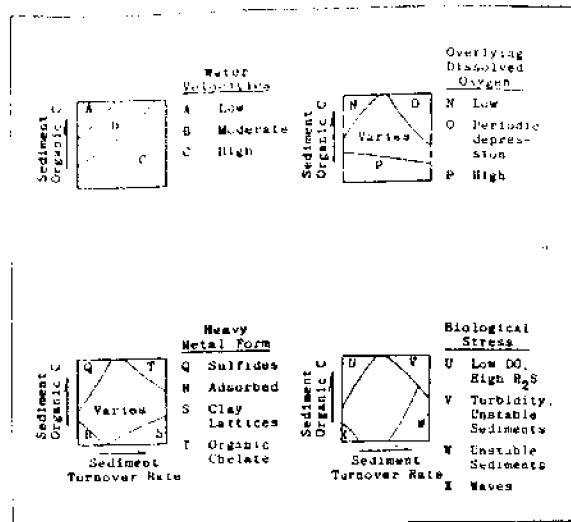 Water
Velocities
A Low
B Moderate
C High
A
B
C
Sediment
Organic C
Overlying
Dissolved
Oxygen
N Low
O Periodic
depres-
sion
P High
N
O
Varies
P
Sediment
Organic C
Heavy
Metal Form
Q Sulfides
R Adsorbed
S Clay
Lattices
T Organic
Chelate
Q
T
Varies
R
S
Sediment
Organic C
Sediment
Turnover Rate
Biological
Stress
U Low DO,
High H2S
V Turbidity,
Unstable
Sediments
W Unstable
Sediments
X Waves
U
V
W
X
Sediment
Organic C
Sediment
Turnover Rate